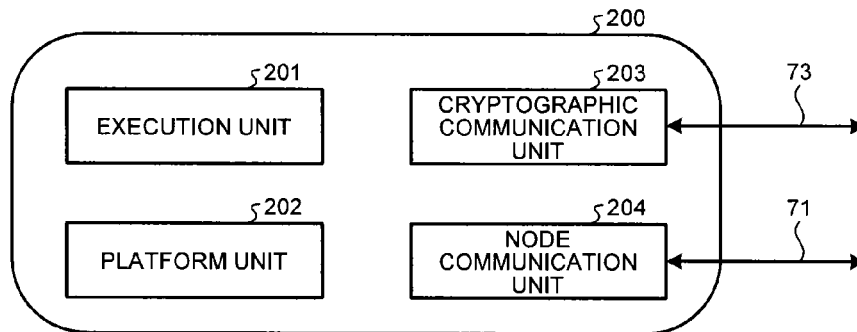 200
201
203
73
EXECUTION UNIT
CRYPTOGRAPHIC
COMMUNICATION
UNIT
202
204
71
PLATFORM UNIT
NODE
COMMUNICATION
UNIT